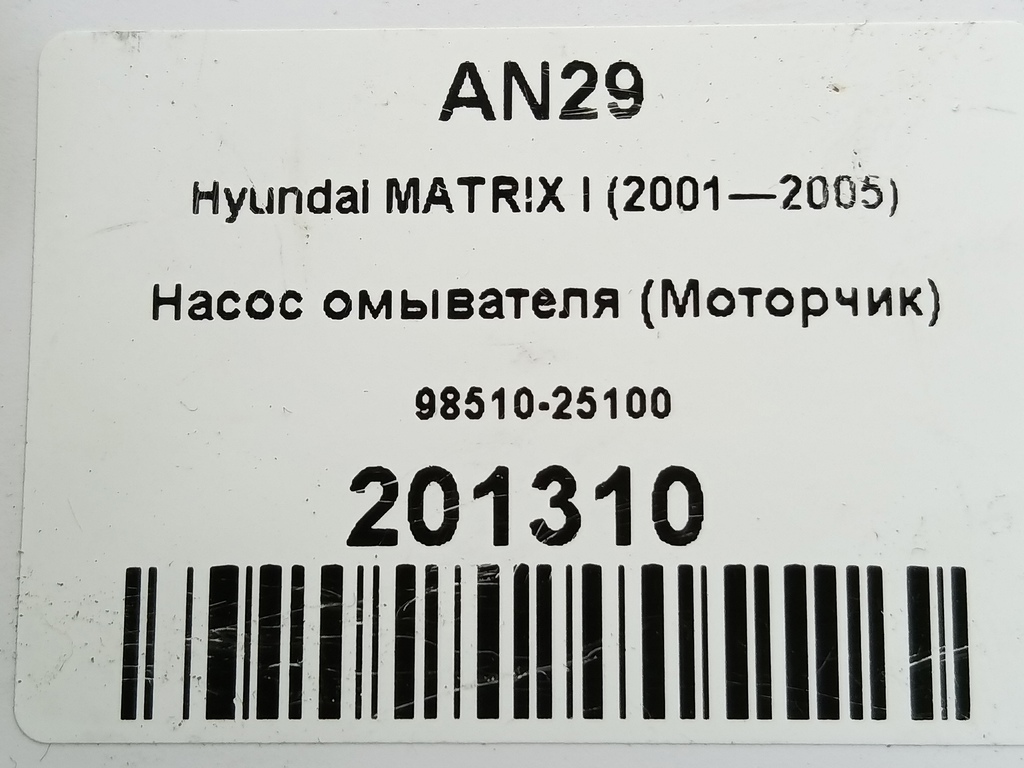 AN29
Hyundai MATRIX I (2001—2005)
Насос омывателя (Моторчик)
98510-25100
201310